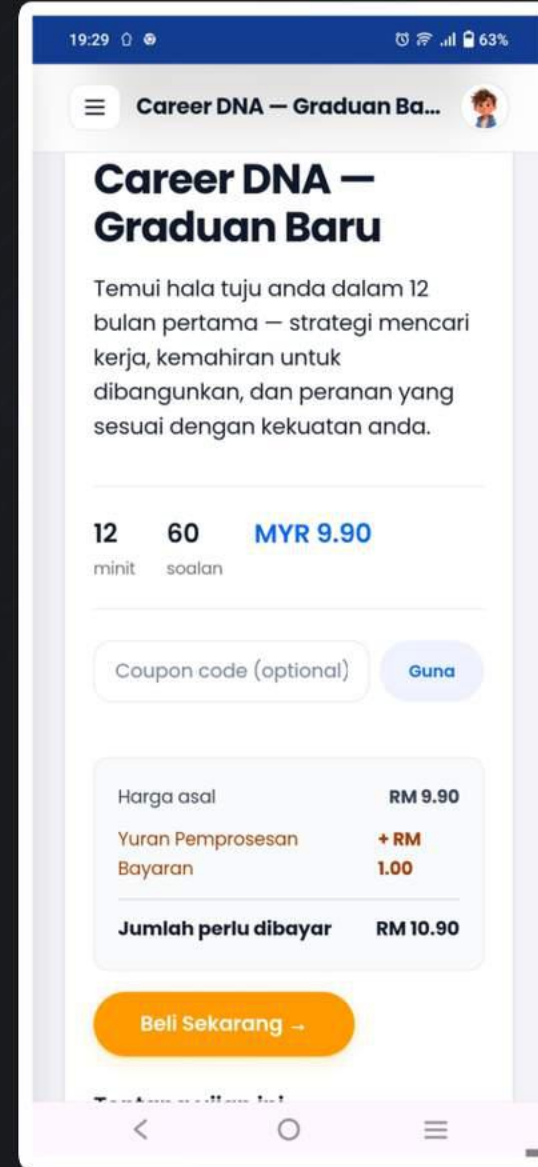 19:29
63%
Career DNA — Graduan Ba...
Career DNA —
Graduan Baru
Temui hala tuju anda dalam 12
bulan pertama — strategi mencari
kerja, kemahiran untuk
dibangunkan, dan peranan yang
sesuai dengan kekuatan anda.
12 60 MYR 9.90
minit soalan
Coupon code (optional) Guna
Harga asal RM 9.90
Yuran Pemprosesan + RM
Bayaran 1.00
Jumlah perlu dibayar RM 10.90
Beli Sekarang →